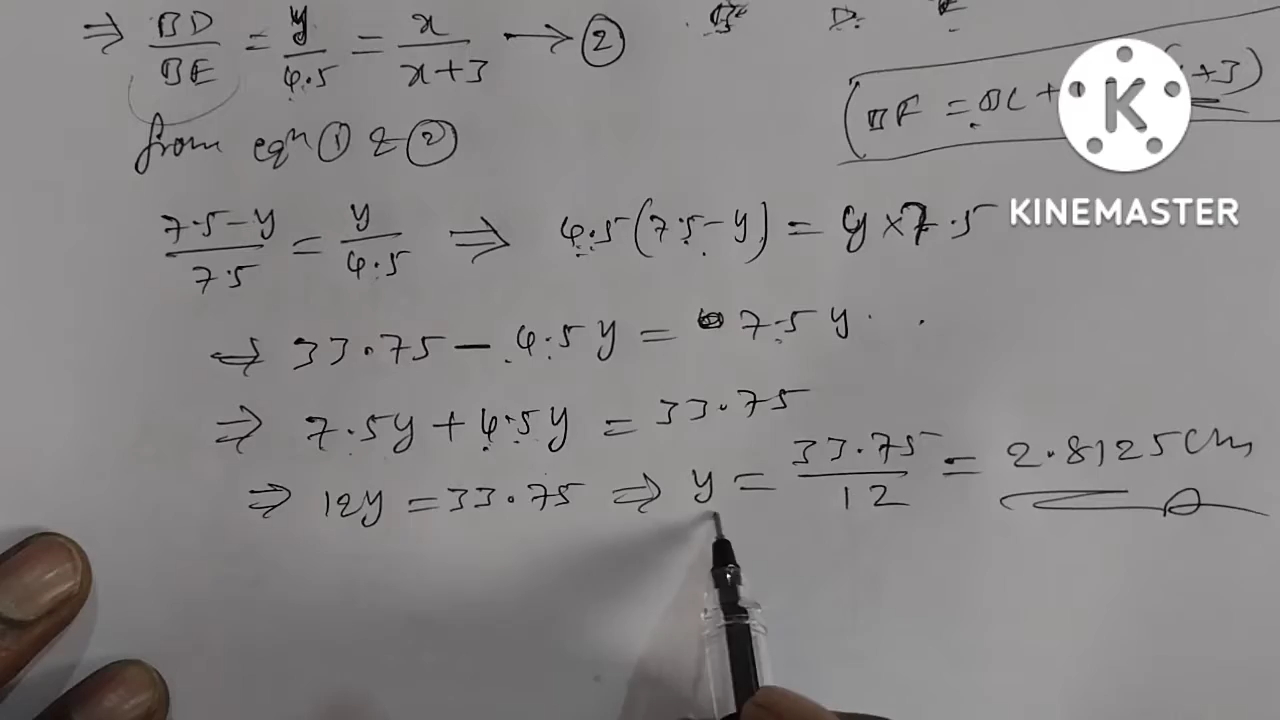 ⇒ BD/BE = y/4.5 = x/x+3 → ②
from eqn ① & ②
7.5-y/7.5 = y/4.5 ⇒ 4.5(7.5-y) = y×7.5
KINEMASTER
⇒ 33.75 - 4.5y = 7.5y
⇒ 7.5y + 4.5y = 33.75
⇒ 12y = 33.75 ⇒ y = 33.75/12 = 2.8125cm